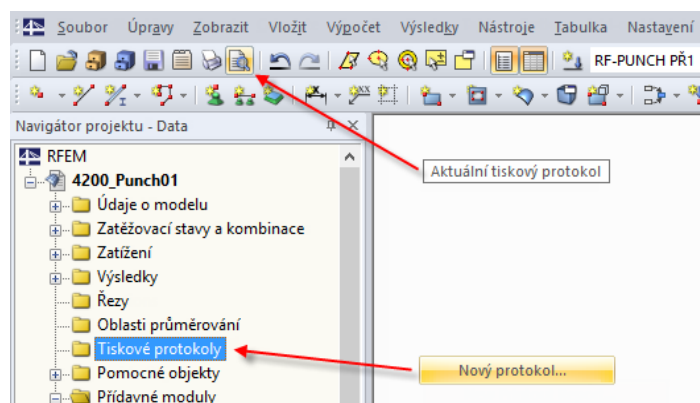 Soubor Úpravy Zobrazit Vložit Výpočet Výsledky Nástroje Tabulka Nastavení
RF-PUNCH PŘ1
Navigátor projektu - Data
RFEM
Aktuální tiskový protokol
4200_Punch01
Údaje o modelu
Zatěžovací stavy a kombinace
Zatížení
Výsledky
Řezy
Oblasti průměrování
Tiskové protokoly
Nový protokol...
Pomocné objekty
Přídavné moduly